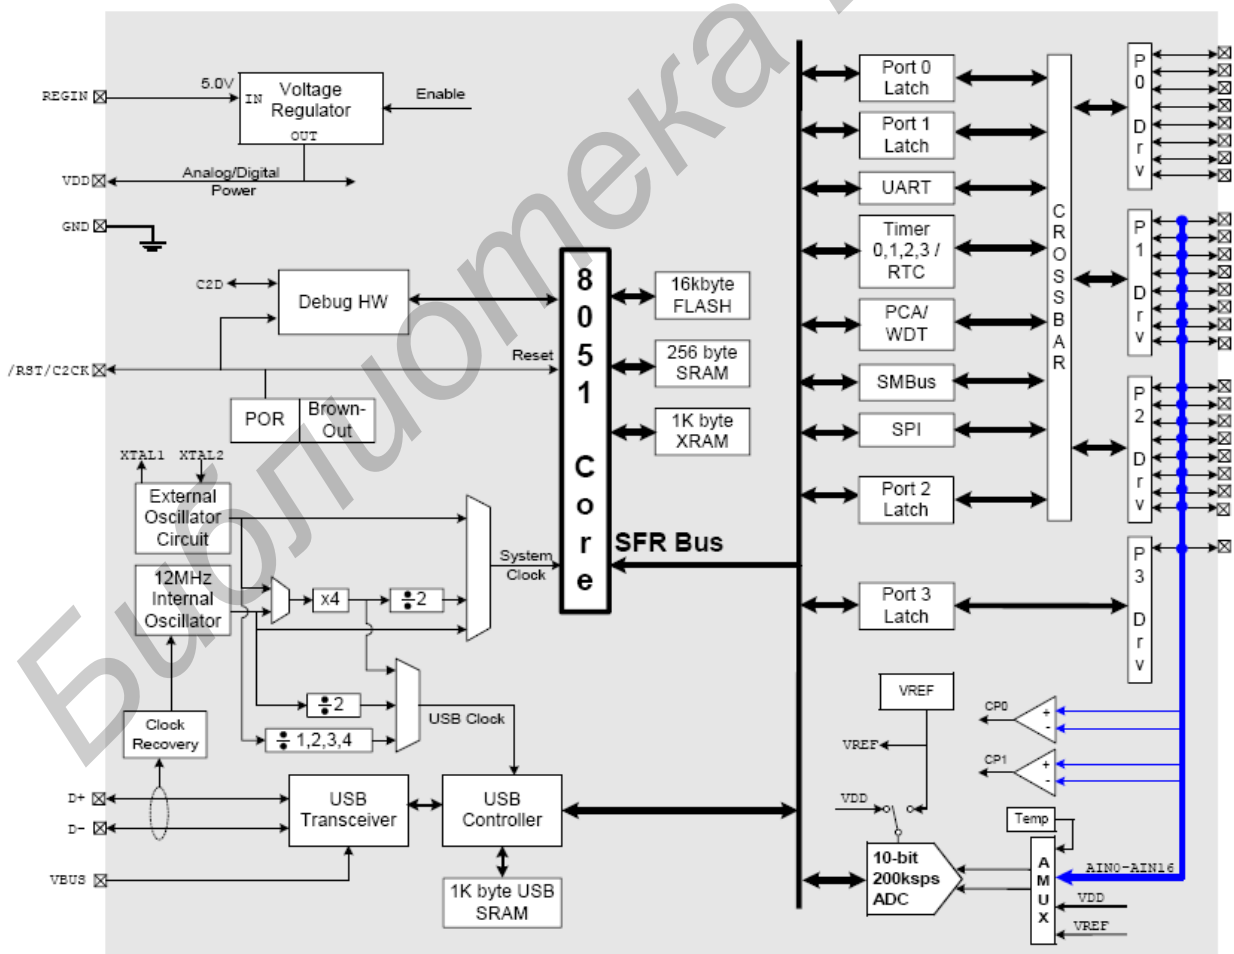 REGIN
5.0V
IN
Voltage
Regulator
OUT
Enable
VDD
Analog/Digital
Power
GND
C2D
Debug HW
/RST/C2CK
Reset
POR
Brown-
Out
XTAL1
XTAL2
External
Oscillator
Circuit
12MHz
Internal
Oscillator
x4
÷2
System
Clock
÷2
÷ 1,2,3,4
USB Clock
Clock
Recovery
D+
D-
VBUS
USB
Transceiver
USB
Controller
1K byte USB
SRAM
8051 Core
16kbyte
FLASH
256 byte
SRAM
1K byte
XRAM
SFR Bus
Port 0
Latch
Port 1
Latch
UART
Timer
0,1,2,3 /
RTC
PCA/
WDT
SMBus
SPI
Port 2
Latch
Port 3
Latch
CROSSBAR
P0 Drv
P1 Drv
P2 Drv
P3 Drv
VREF
VREF
VDD
CP0
+
-
CP1
+
-
Temp
10-bit
200ksps
ADC
AMUX
AIN0-AIN16
VDD
VREF
Библиотека